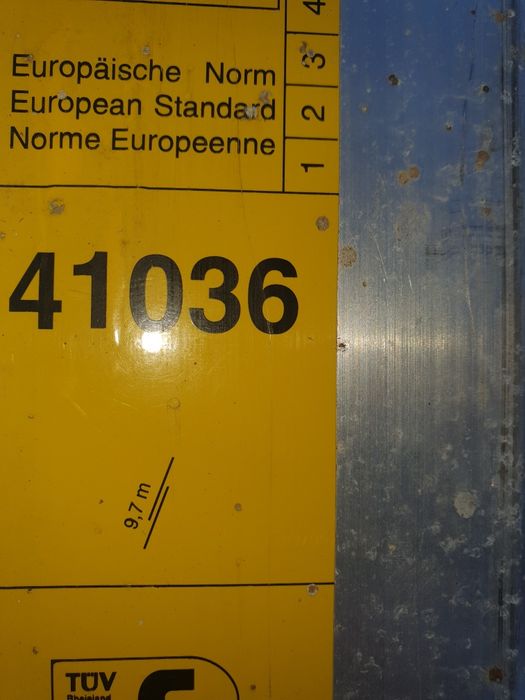 4
3
2
1
Europäische Norm
European Standard
Norme Europeenne
41036
9,7 m
TÜV
Rheinland